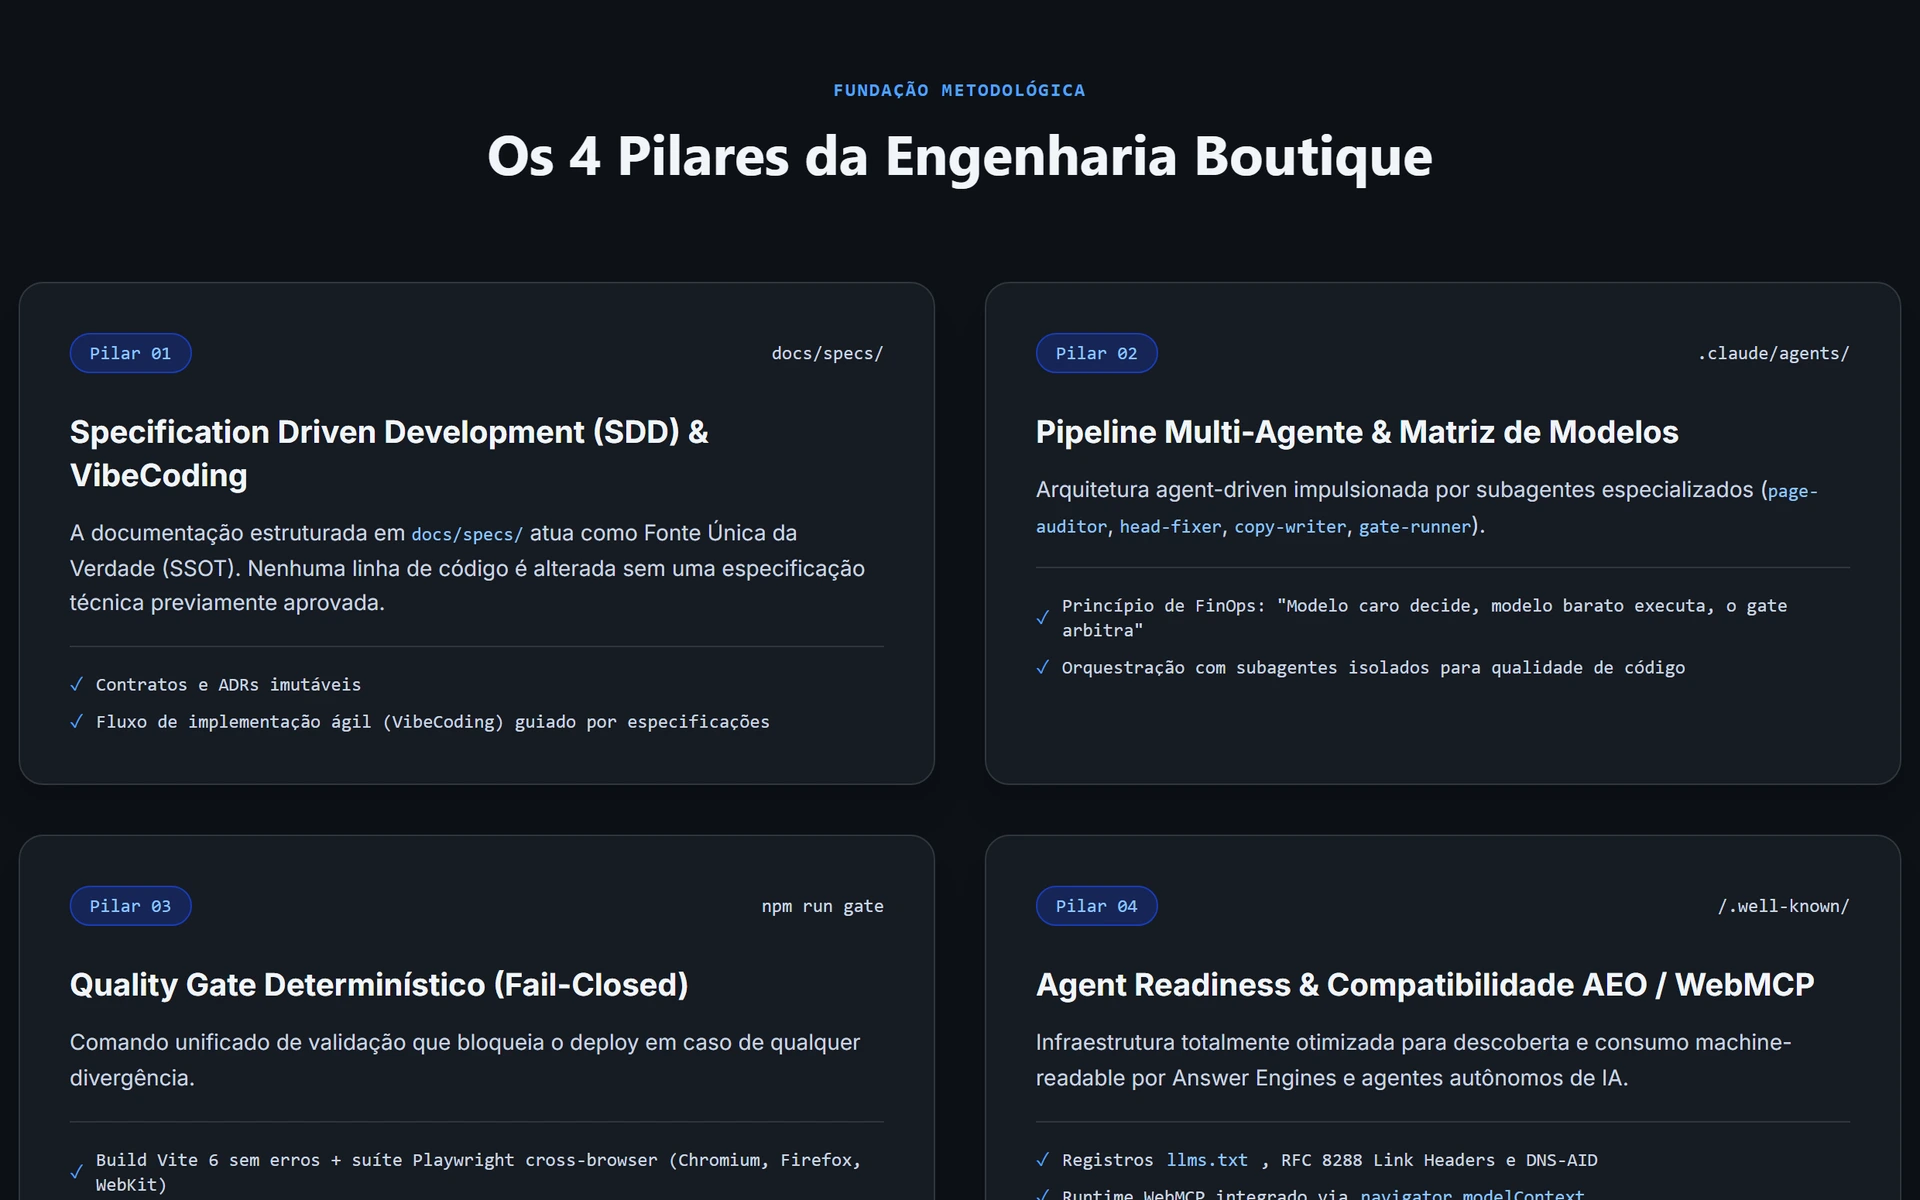 FUNDAÇÃO METODOLÓGICA
Os 4 Pilares da Engenharia Boutique
Pilar 01
docs/specs/
Specification Driven Development (SDD) &
VibeCoding
A documentação estruturada em docs/specs/ atua como Fonte Única da
Verdade (SSOT). Nenhuma linha de código é alterada sem uma especificação
técnica previamente aprovada.
✓ Contratos e ADRs imutáveis
✓ Fluxo de implementação ágil (VibeCoding) guiado por especificações
Pilar 02
.claude/agents/
Pipeline Multi-Agente & Matriz de Modelos
Arquitetura agent-driven impulsionada por subagentes especializados (page-
auditor, head-fixer, copy-writer, gate-runner).
✓ Princípio de FinOps: "Modelo caro decide, modelo barato executa, o gate
arbitra"
✓ Orquestração com subagentes isolados para qualidade de código
Pilar 03
npm run gate
Quality Gate Determinístico (Fail-Closed)
Comando unificado de validação que bloqueia o deploy em caso de qualquer
divergência.
✓ Build Vite 6 sem erros + suíte Playwright cross-browser (Chromium, Firefox,
WebKit)
Pilar 04
/.well-known/
Agent Readiness & Compatibilidade AEO / WebMCP
Infraestrutura totalmente otimizada para descoberta e consumo machine-
readable por Answer Engines e agentes autônomos de IA.
✓ Registros llms.txt , RFC 8288 Link Headers e DNS-AID
✓ Runtime WebMCP integrado via navigator.modelContext